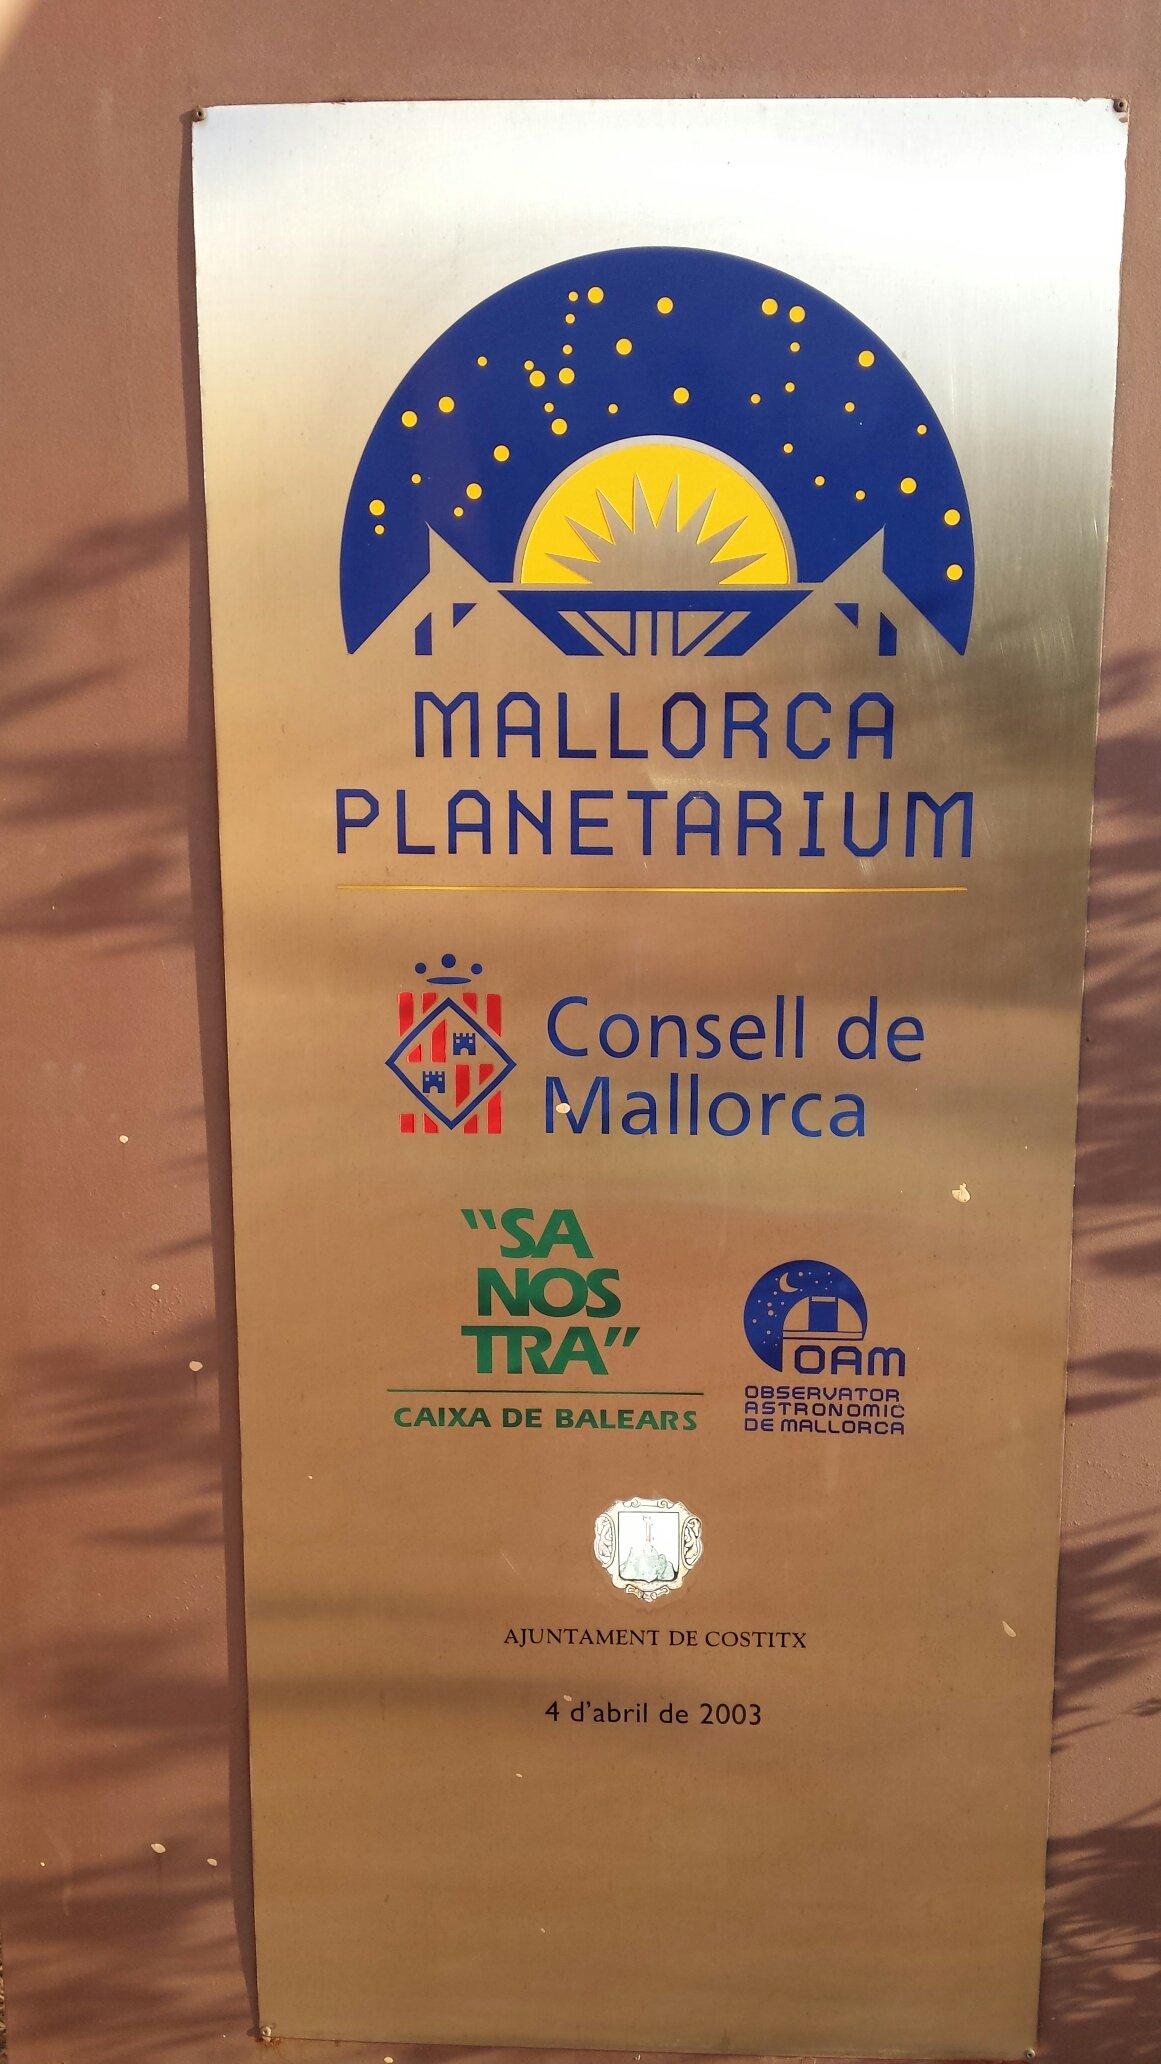 MALLORCA
PLANETARIUM
Consell de
Mallorca
"SA
NOS
TRA"
CAIXA DE BALEARS
OAM
OBSERVATORI
ASTRONOMIC
DE MALLORCA
AJUNTAMENT DE COSTITX
4 d'abril de 2003